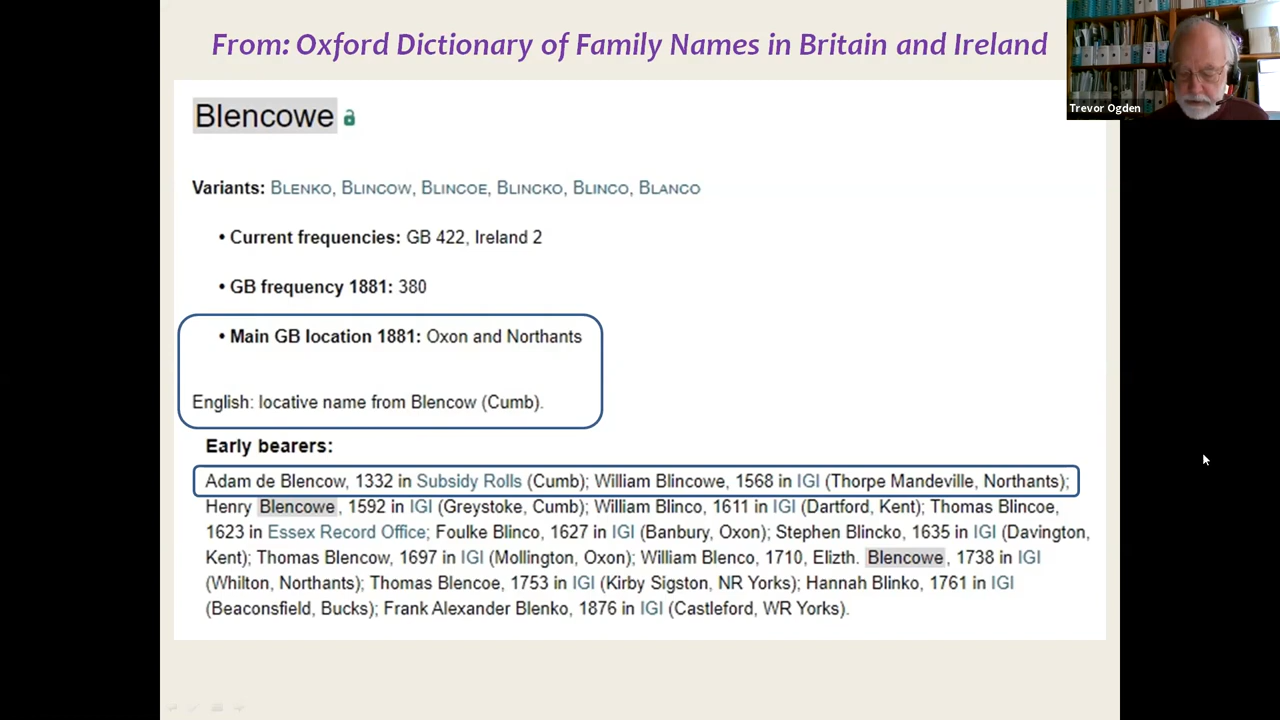 From: Oxford Dictionary of Family Names in Britain and Ireland
Trevor Ogden
Blencowe
Variants: BLENKO, BLINCOW, BLINCOE, BLINCKO, BLINCO, BLANCO
• Current frequencies: GB 422, Ireland 2
• GB frequency 1881: 380
• Main GB location 1881: Oxon and Northants
English: locative name from Blencow (Cumb).
Early bearers:
Adam de Blencow, 1332 in Subsidy Rolls (Cumb); William Blincowe, 1568 in IGI (Thorpe Mandeville, Northants);
Henry Blencowe, 1592 in IGI (Greystoke, Cumb); William Blinco, 1611 in IGI (Dartford, Kent); Thomas Blincoe,
1623 in Essex Record Office; Foulke Blinco, 1627 in IGI (Banbury, Oxon); Stephen Blincko, 1635 in IGI (Davington,
Kent); Thomas Blencow, 1697 in IGI (Mollington, Oxon); William Blenco, 1710, Elizth. Blencowe, 1738 in IGI
(Whilton, Northants); Thomas Blencoe, 1753 in IGI (Kirby Sigston, NR Yorks); Hannah Blinko, 1761 in IGI
(Beaconsfield, Bucks); Frank Alexander Blenko, 1876 in IGI (Castleford, WR Yorks).